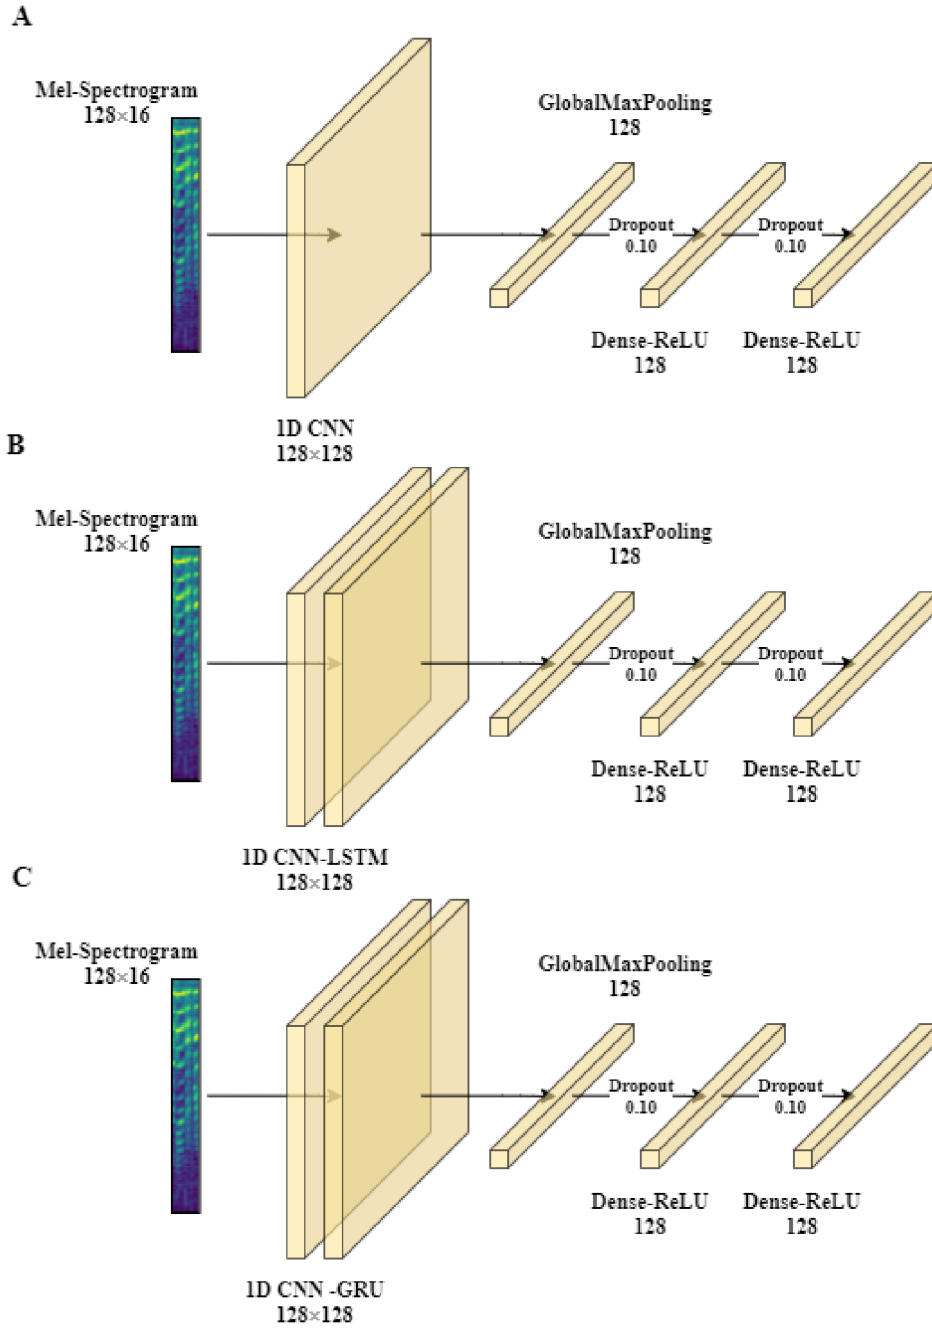 A
Mel-Spectrogram
128×16
GlobalMaxPooling
128
Dropout
0.10
Dropout
0.10
Dense-ReLU
128
Dense-ReLU
128
1D CNN
128×128
B
Mel-Spectrogram
128×16
GlobalMaxPooling
128
Dropout
0.10
Dropout
0.10
Dense-ReLU
128
Dense-ReLU
128
1D CNN-LSTM
128×128
C
Mel-Spectrogram
128×16
GlobalMaxPooling
128
Dropout
0.10
Dropout
0.10
Dense-ReLU
128
Dense-ReLU
128
1D CNN -GRU
128×128